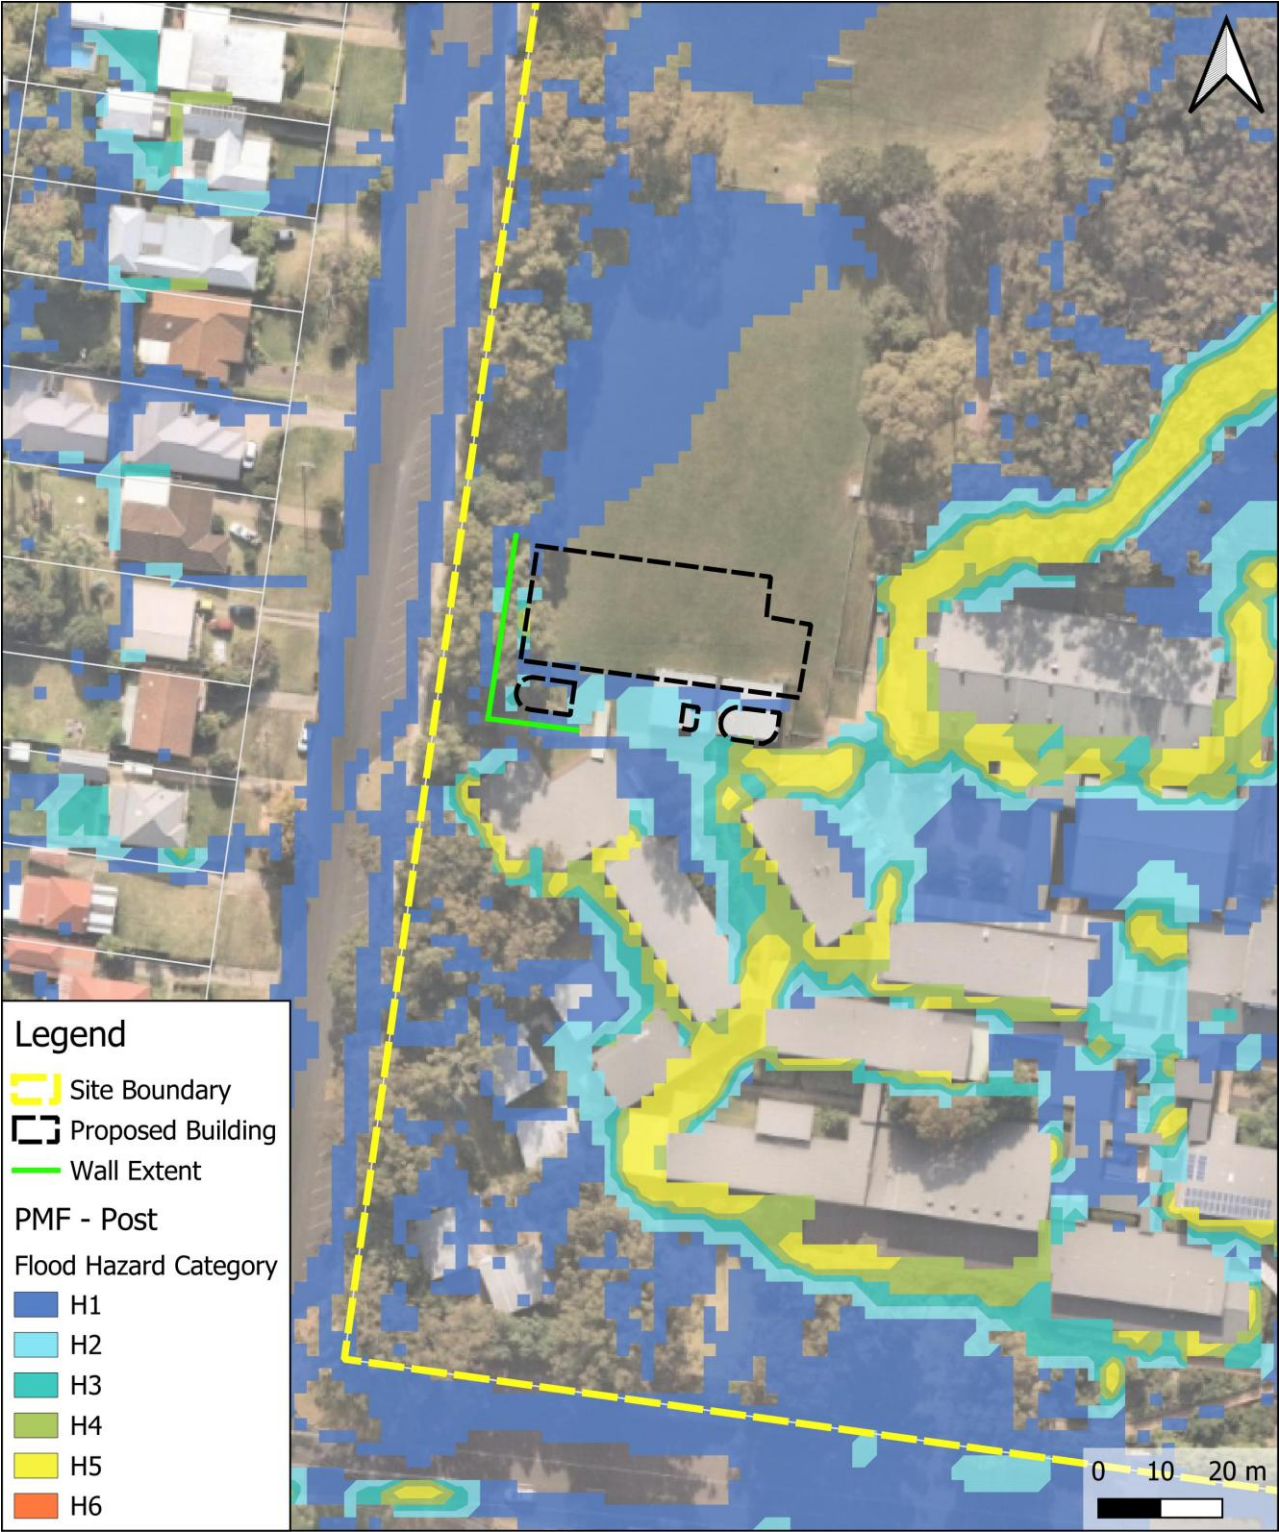 Legend
Site Boundary
Proposed Building
Wall Extent
PMF - Post
Flood Hazard Category
H1
H2
H3
H4
H5
H6
0 10 20 m